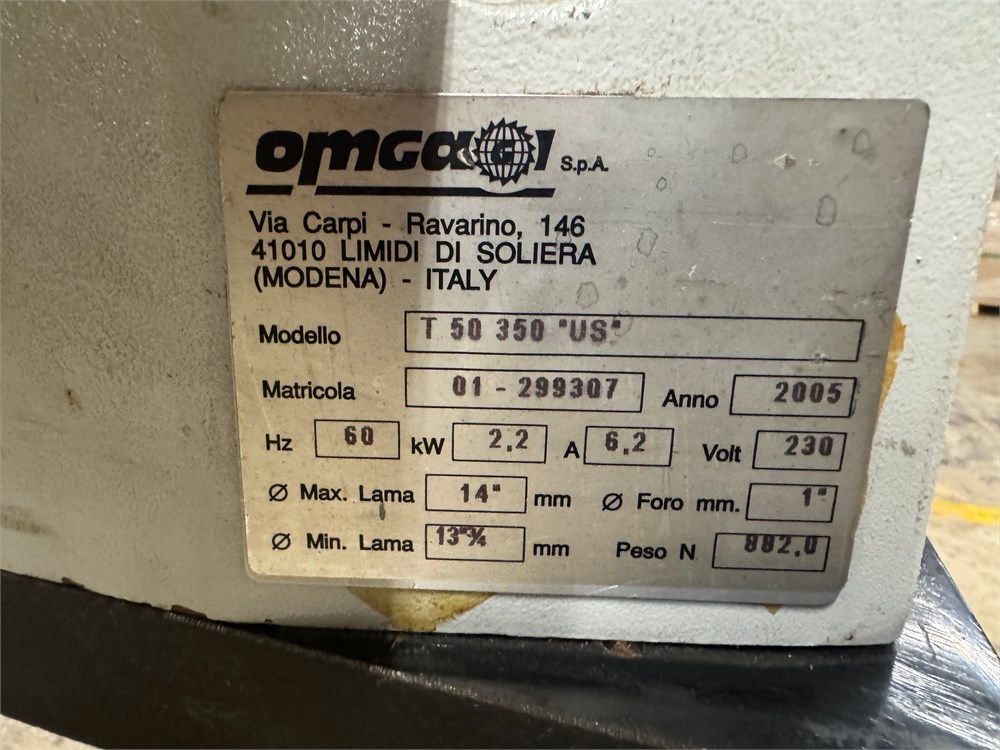 omga S.p.A.
Via Carpi - Ravarino, 146
41010 LIMIDI DI SOLIERA
(MODENA) - ITALY
Modello T 50 350 "US"
Matricola 01 - 299307 Anno 2005
Hz 60 kW 2,2 A 6,2 Volt 230
Ø Max. Lama 14" mm Ø Foro mm. 1"
Ø Min. Lama 13"¾ mm Peso N 882,0